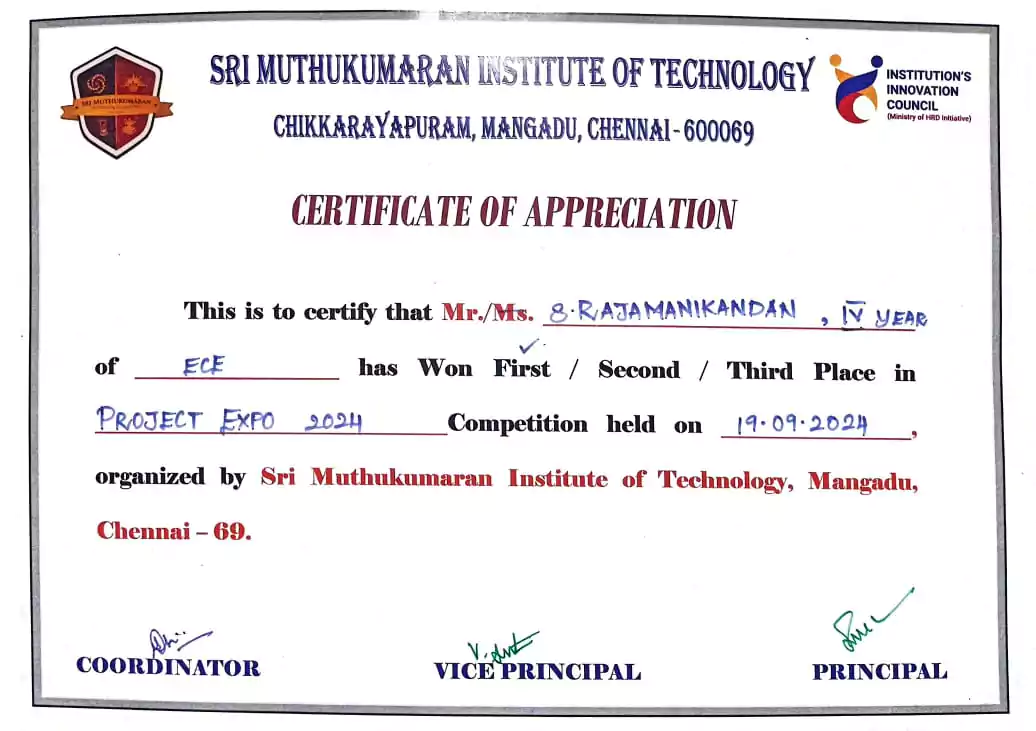 SRI MUTHUKUMARAN INSTITUTE OF TECHNOLOGY
CHIKKARAYAPURAM, MANGADU, CHENNAI - 600069
SRI MUTHUKUMARAN
INSTITUTION'S
INNOVATION
COUNCIL
(Ministry of HRD Initiative)
CERTIFICATE OF APPRECIATION
This is to certify that Mr./Ms. S. RAJAMANIKANDAN , IV YEAR
of ECE has Won First / Second / Third Place in
PROJECT EXPO 2024 Competition held on 19.09.2024,
organized by Sri Muthukumaran Institute of Technology, Mangadu,
Chennai – 69.
COORDINATOR VICE PRINCIPAL PRINCIPAL